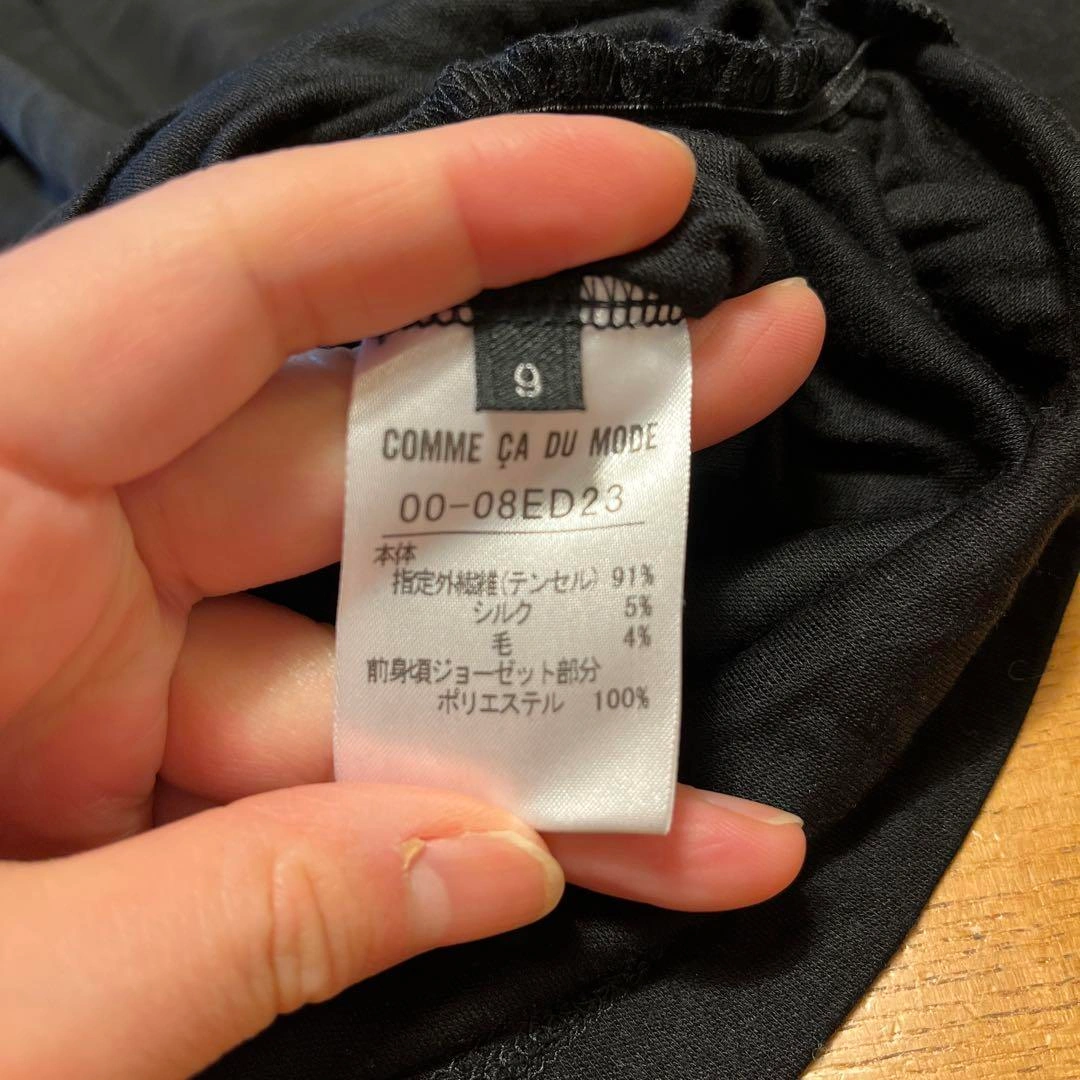 9
COMME ÇA DU MODE
00-08ED23
本体
指定外繊維(テンセル) 91%
シルク 5%
毛 4%
前身頃ジョーゼット部分
ポリエステル 100%